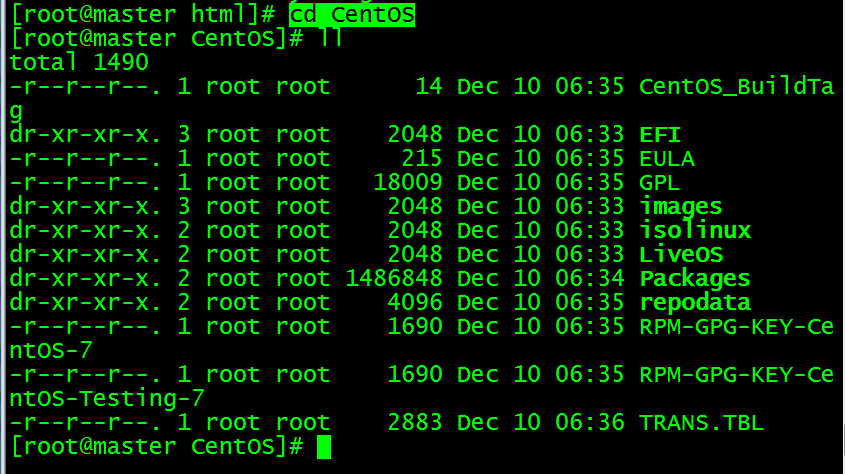 [root@master html]# cd CentOS
[root@master CentOS]# ll
total 1490
-r--r--r--. 1 root root      14 Dec 10 06:35 CentOS_BuildTa
g
dr-xr-xr-x. 3 root root    2048 Dec 10 06:33 EFI
-r--r--r--. 1 root root     215 Dec 10 06:33 EULA
-r--r--r--. 1 root root   18009 Dec 10 06:33 GPL
dr-xr-xr-x. 3 root root    2048 Dec 10 06:33 images
dr-xr-xr-x. 2 root root    2048 Dec 10 06:33 isolinux
dr-xr-xr-x. 2 root root    2048 Dec 10 06:33 LiveOS
dr-xr-xr-x. 2 root root 1486848 Dec 10 06:34 Packages
dr-xr-xr-x. 2 root root    4096 Dec 10 06:35 repodata
-r--r--r--. 1 root root    1690 Dec 10 06:35 RPM-GPG-KEY-Ce
ntOS-7
-r--r--r--. 1 root root    1690 Dec 10 06:35 RPM-GPG-KEY-Ce
ntOS-Testing-7
-r--r--r--. 1 root root    2883 Dec 10 06:36 TRANS.TBL
[root@master CentOS]#